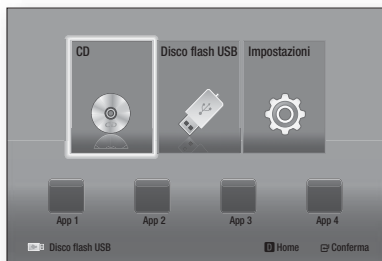 CD Disco flash USB Impostazioni
App 1 App 2 App 3 App 4
Disco flash USB D Home Conferma